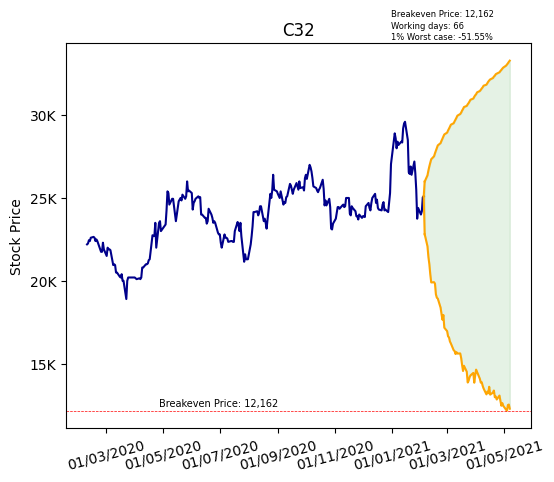 Breakeven Price: 12,162
Working days: 66
1% Worst case: -51.55%
C32
Stock Price
30K
25K
20K
15K
Breakeven Price: 12,162
01/03/2020
01/05/2020
01/07/2020
01/09/2020
01/11/2020
01/01/2021
01/03/2021
01/05/2021